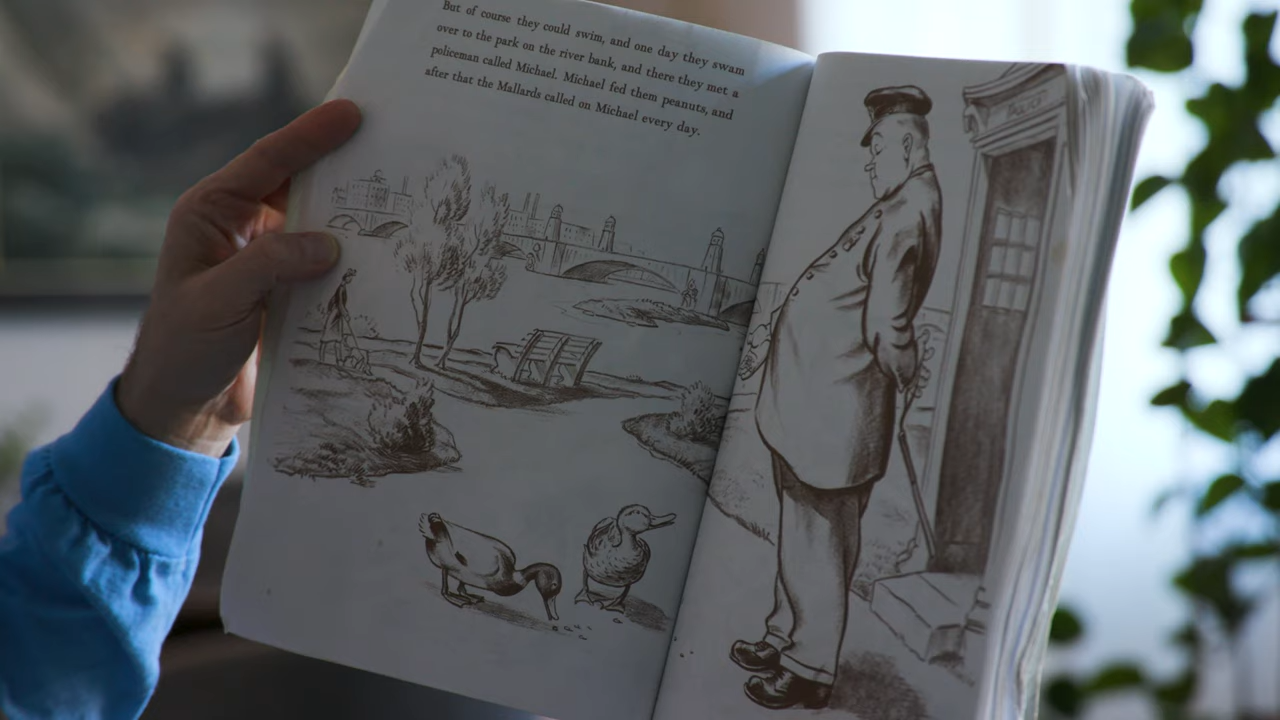 But of course they could swim, and one day they swam
over to the park on the river bank, and there they met a
policeman called Michael. Michael fed them peanuts, and
after that the Mallards called on Michael every day.
POLICE